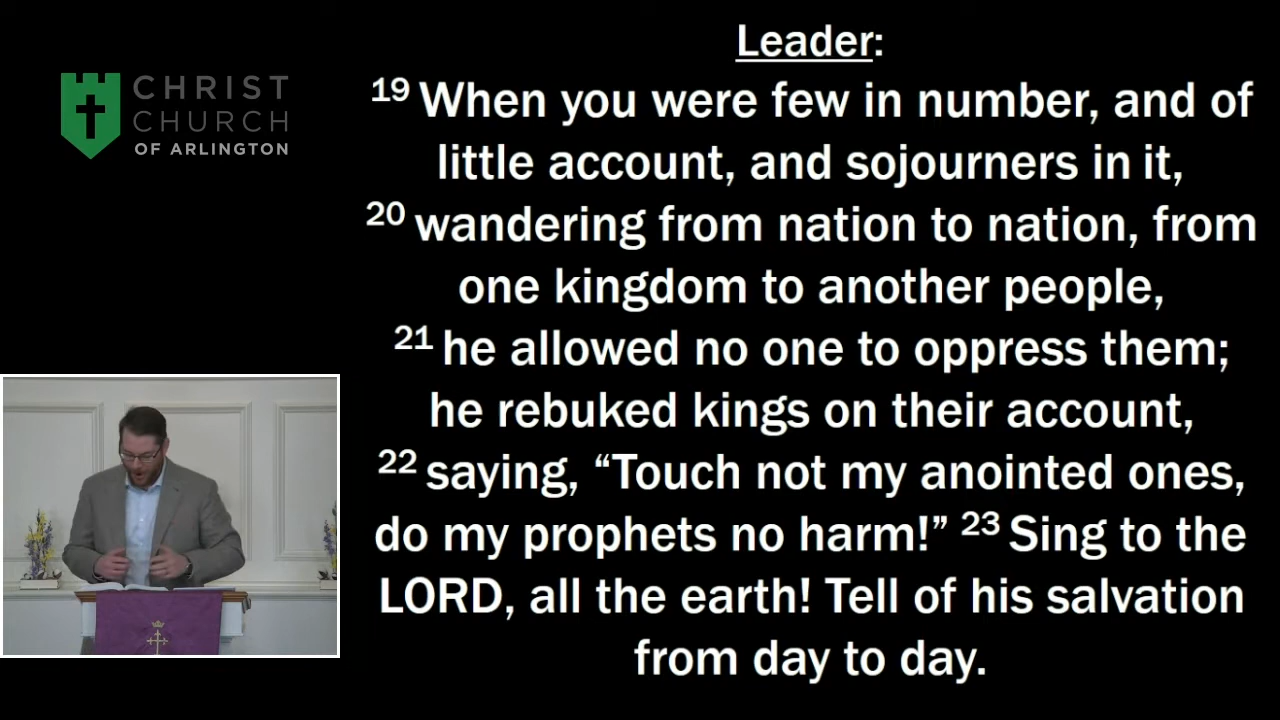 CHRIST
CHURCH
OF ARLINGTON
Leader:
19 When you were few in number, and of
little account, and sojourners in it,
20 wandering from nation to nation, from
one kingdom to another people,
21 he allowed no one to oppress them;
he rebuked kings on their account,
22 saying, “Touch not my anointed ones,
do my prophets no harm!” 23 Sing to the
LORD, all the earth! Tell of his salvation
from day to day.